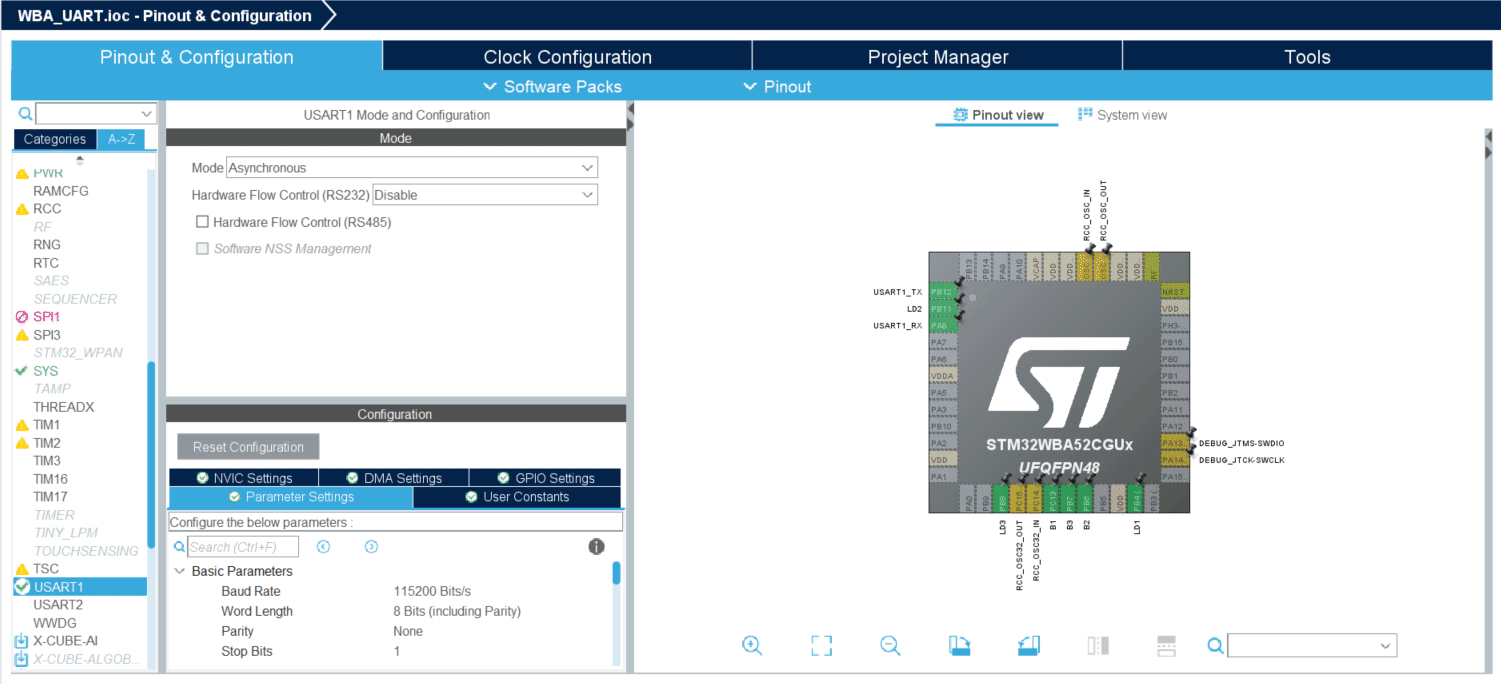 WBA_UART.ioc - Pinout & Configuration
Pinout & Configuration
Clock Configuration
Project Manager
Tools
Software Packs
Pinout
Categories
A->Z
PWR
RAMCFG
RCC
RF
RNG
RTC
SAES
SEQUENCER
SPI1
SPI3
STM32_WPAN
SYS
TAMP
THREADX
TIM1
TIM2
TIM3
TIM16
TIM17
TIMER
TINY_LPM
TOUCHSENSING
TSC
USART1
USART2
WWDG
X-CUBE-AI
X-CUBE-ALGOB...
USART1 Mode and Configuration
Mode
Mode Asynchronous
Hardware Flow Control (RS232) Disable
Hardware Flow Control (RS485)
Software NSS Management
Configuration
Reset Configuration
NVIC Settings
DMA Settings
GPIO Settings
Parameter Settings
User Constants
Configure the below parameters :
Search (Ctrl+F)
Basic Parameters
Baud Rate 115200 Bits/s
Word Length 8 Bits (including Parity)
Parity None
Stop Bits 1
Pinout view
System view
RCC_OSC_IN
RCC_OSC_OUT
PB13
PB14
PA9
PA10
VCAP
VDD
VDD
OSC
OSC
VDD
VDD
USART1_TX
PB12
LD2
PB11
USART1_RX
PA8
PA7
PA6
VDDA
PA5
PA3
PB10
PA2
VDD
PA1
NRST
VDD
PH3-..
PB15
PB0
PB1
PB2
PA11
PA12
PA13..
DEBUG_JTMS-SWDIO
PA14..
DEBUG_JTCK-SWCLK
PA15..
ST
STM32WBA52CGUx
UFQFPN48
PA0
PB9
PB8
PC15..
PC14..
PC13
PB7
PB6
PB5
VDD
PB4 (..
PB3 (..
LD3
RCC_OSC32_OUT
RCC_OSC32_IN
B1
B3
B2
LD1